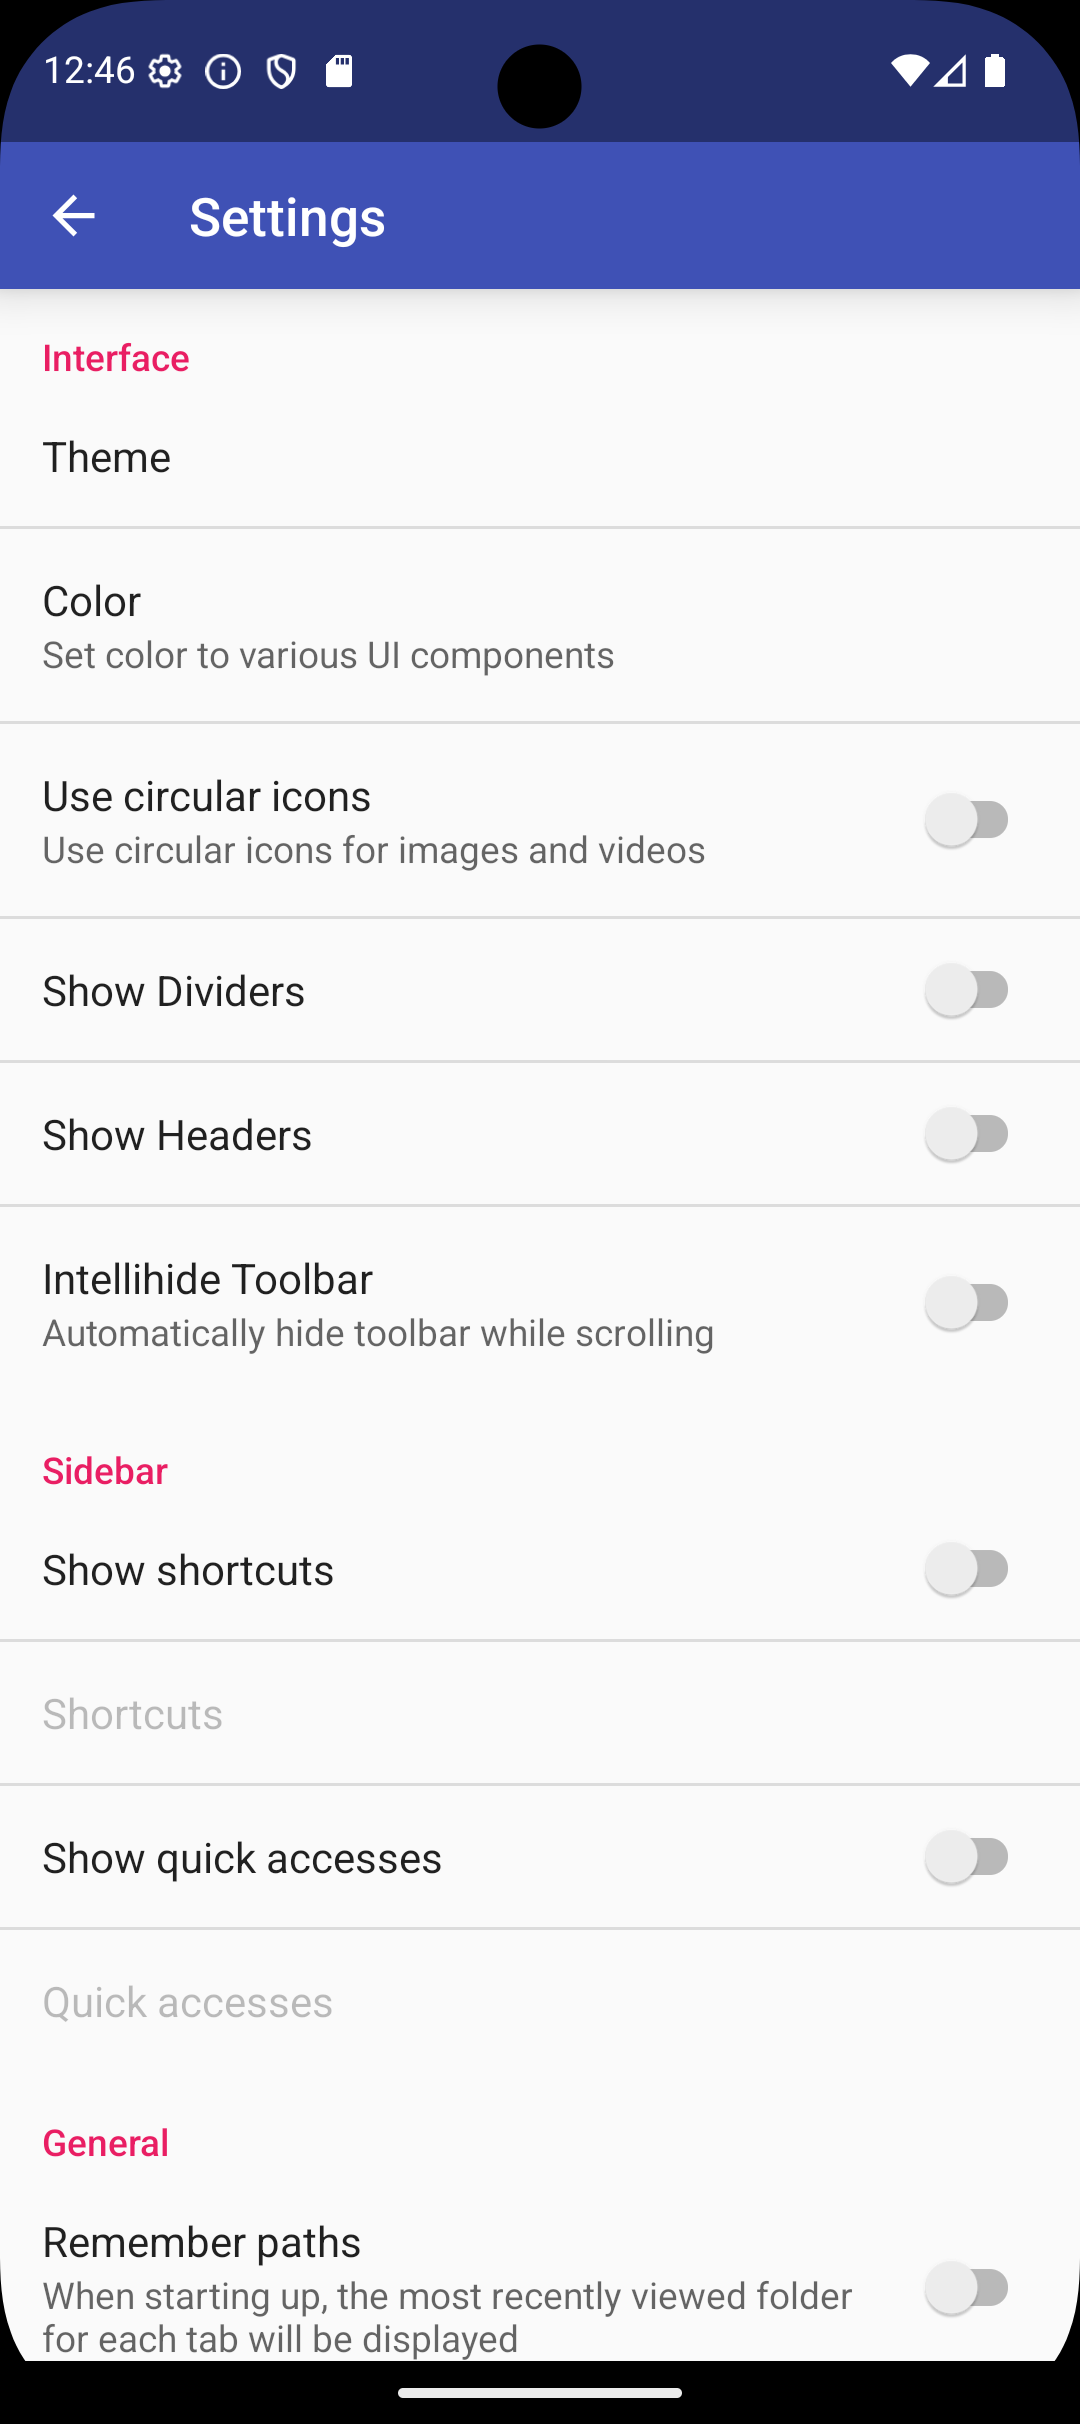 12:46
Settings
Interface
Theme
Color
Set color to various UI components
Use circular icons
Use circular icons for images and videos
Show Dividers
Show Headers
Intellihide Toolbar
Automatically hide toolbar while scrolling
Sidebar
Show shortcuts
Shortcuts
Show quick accesses
Quick accesses
General
Remember paths
When starting up, the most recently viewed folder
for each tab will be displayed